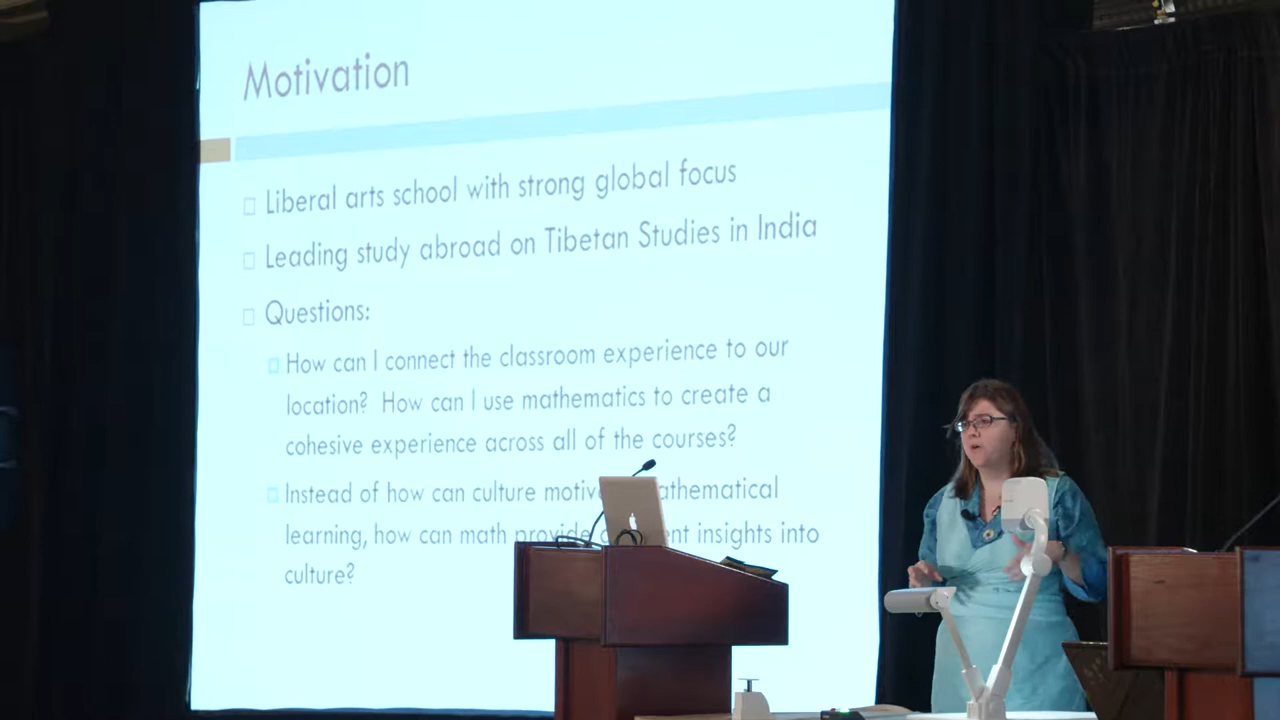 Motivation
Liberal arts school with strong global focus
Leading study abroad on Tibetan Studies in India
Questions:
How can I connect the classroom experience to our
location? How can I use mathematics to create a
cohesive experience across all of the courses?
Instead of how can culture
learning, how can math provide insights into
culture?